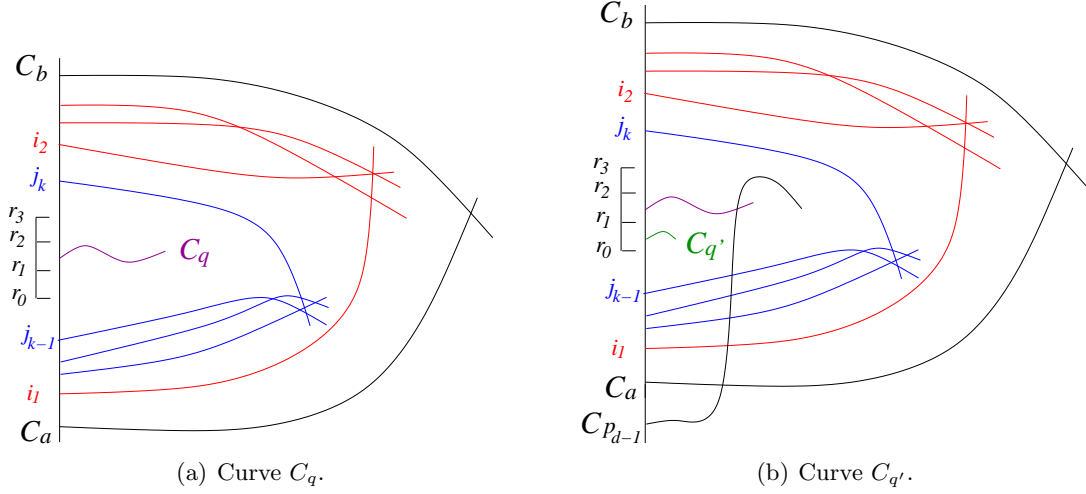 C_b
i_2
j_k
r_3
r_2
r_1
r_0
C_q
j_{k-1}
i_1
C_a
(a) Curve C_q.
C_b
i_2
j_k
r_3
r_2
r_1
r_0
C_{q'}
j_{k-1}
i_1
C_a
C_{p_{d-1}}
(b) Curve C_{q'}.